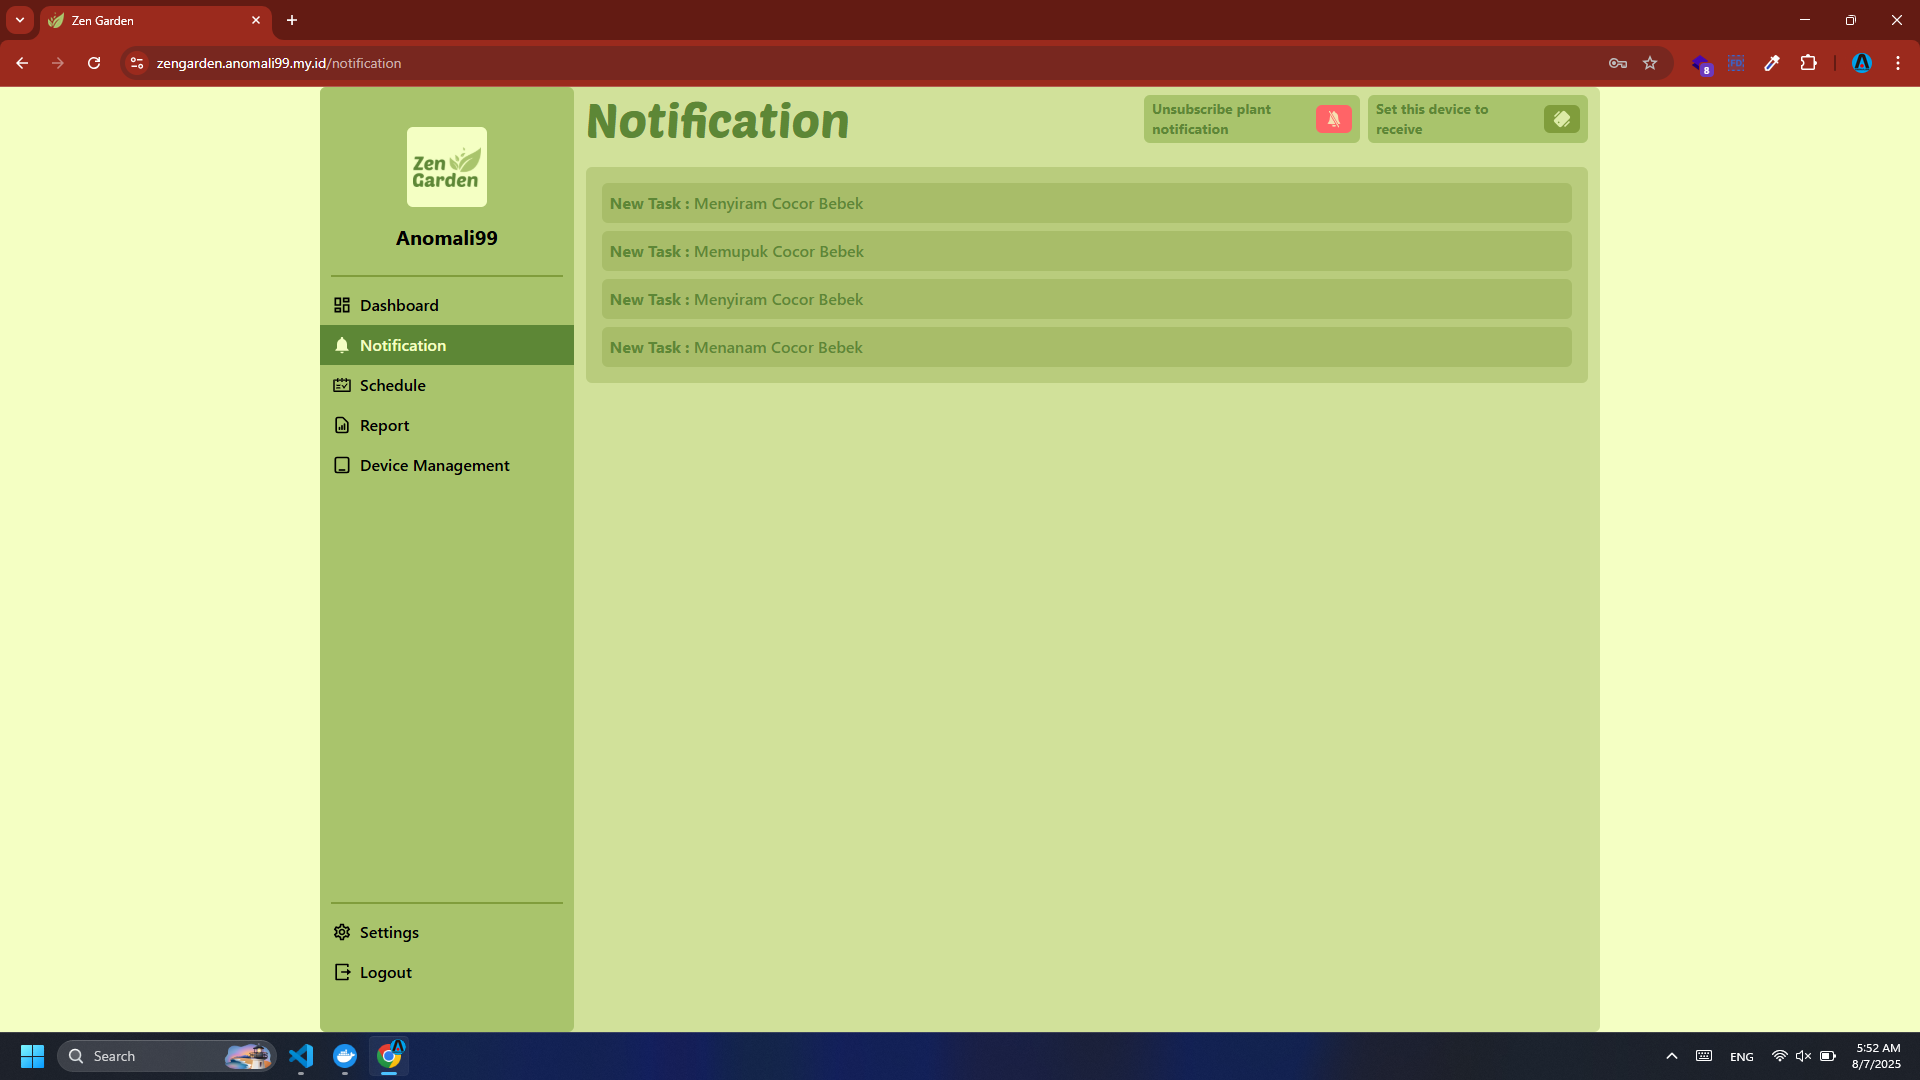 Zen Garden
zengarden.anomali99.my.id/notification
8
Zen
Garden
Anomali99
Dashboard
Notification
Schedule
Report
Device Management
Settings
Logout
Notification
Unsubscribe plant
notification
Set this device to
receive
New Task : Menyiram Cocor Bebek
New Task : Memupuk Cocor Bebek
New Task : Menyiram Cocor Bebek
New Task : Menanam Cocor Bebek
Search
ENG
5:52 AM
8/7/2025